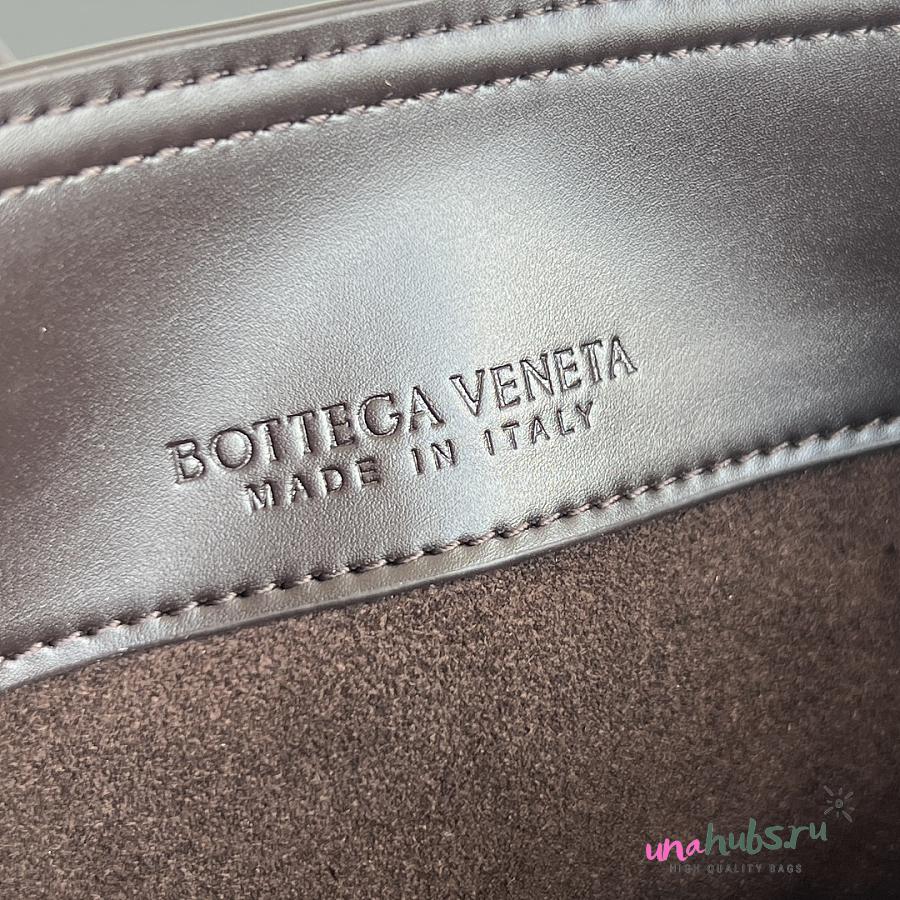 BOTTEGA VENETA
MADE IN ITALY
unahubs.ru
HIGH QUALITY BAGS